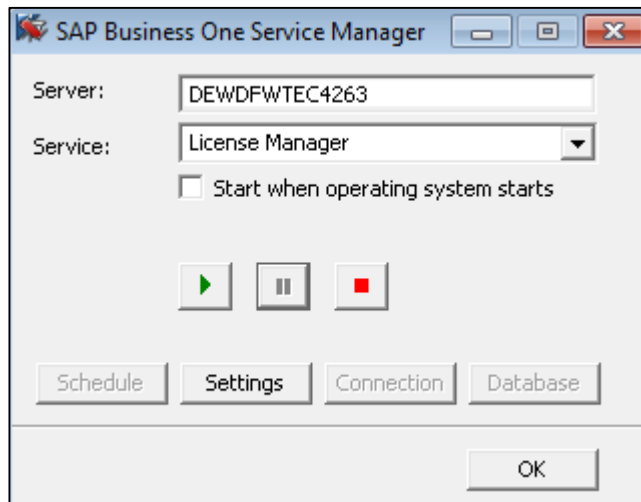 SAP Business One Service Manager
Server: DEWDFWTEC4263
Service: License Manager
Start when operating system starts
Schedule Settings Connection Database
OK